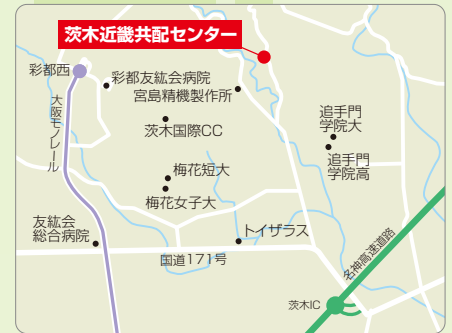 茨木近畿共配センター
彩都西
彩都友紘会病院
宮島精機製作所
大阪モノレール
茨木国際CC
追手門
学院大
追手門
学院高
梅花短大
梅花女子大
友紘会
総合病院
トイザラス
国道171号
名神高速道路
茨木IC